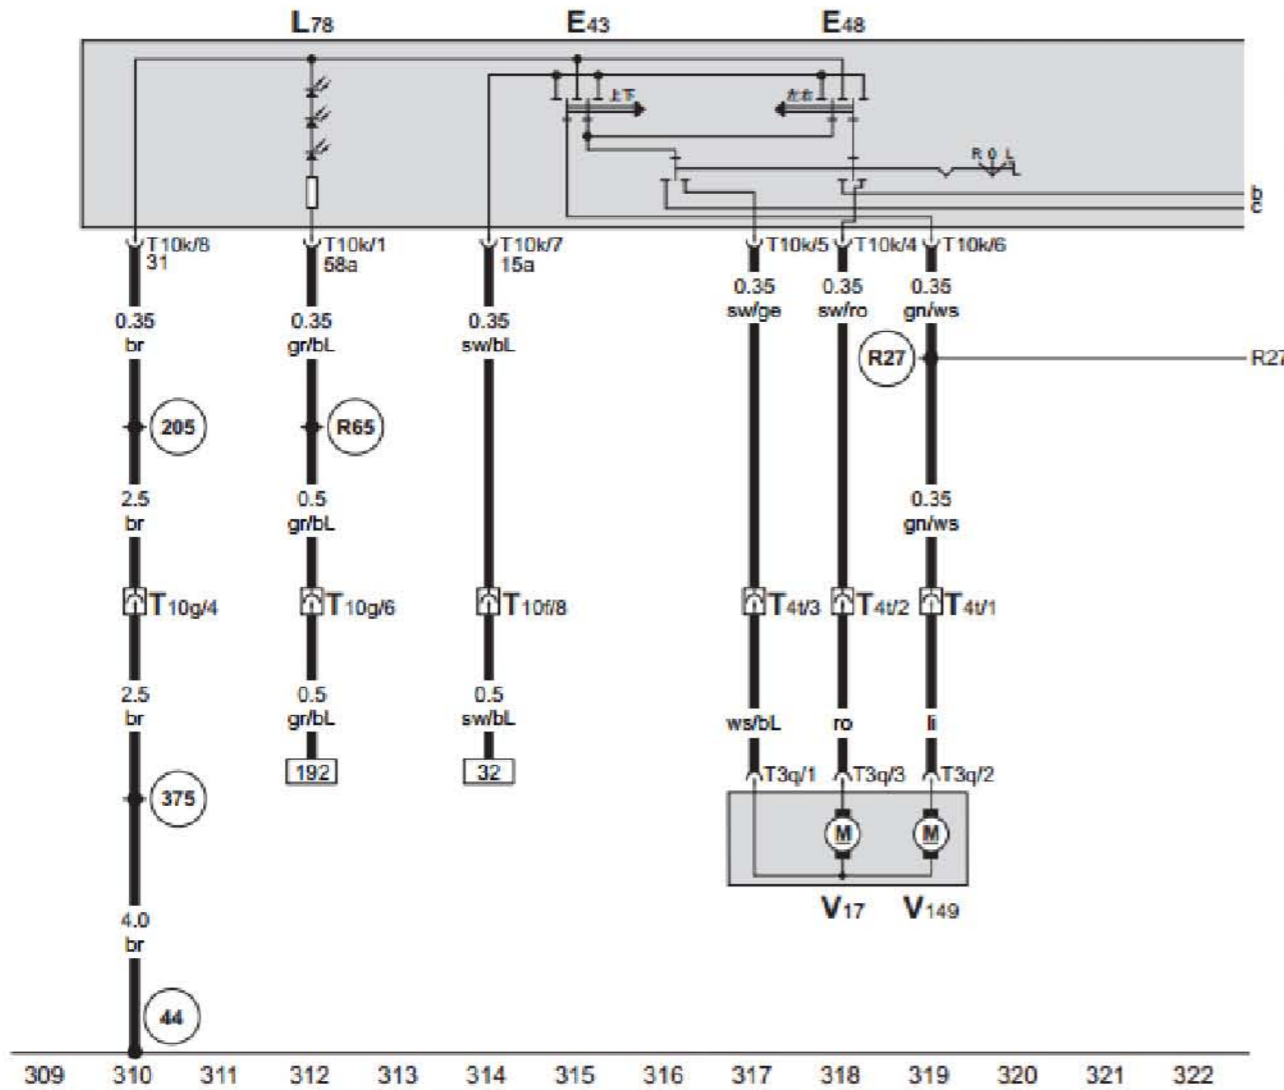 L78 E43 E48
上下 左右
R 0 L
b
c
T10k/8 T10k/1 T10k/7 T10k/5 T10k/4 T10k/6
31 58a 15a
0.35 0.35 0.35 0.35 0.35 0.35
br gr/bL sw/bL sw/ge sw/ro gn/ws
R27 R27
205 R65
2.5 0.5 0.35
br gr/bL gn/ws
T10g/4 T10g/6 T10f/8 T4t/3 T4t/2 T4t/1
2.5 0.5 0.5
br gr/bL sw/bL ws/bL ro li
192 32 T3q/1 T3q/3 T3q/2
375
M M
V17 V149
4.0
br
44
309 310 311 312 313 314 315 316 317 318 319 320 321 322